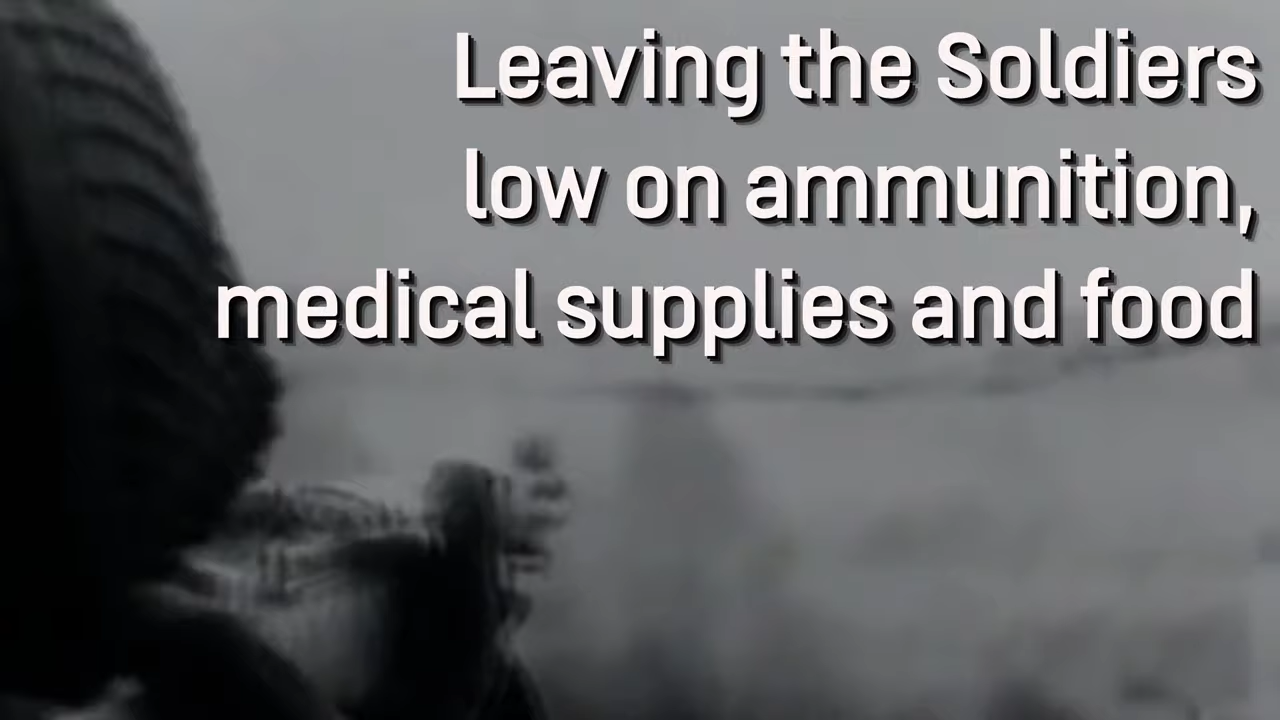 Leaving the Soldiers
low on ammunition,
medical supplies and food